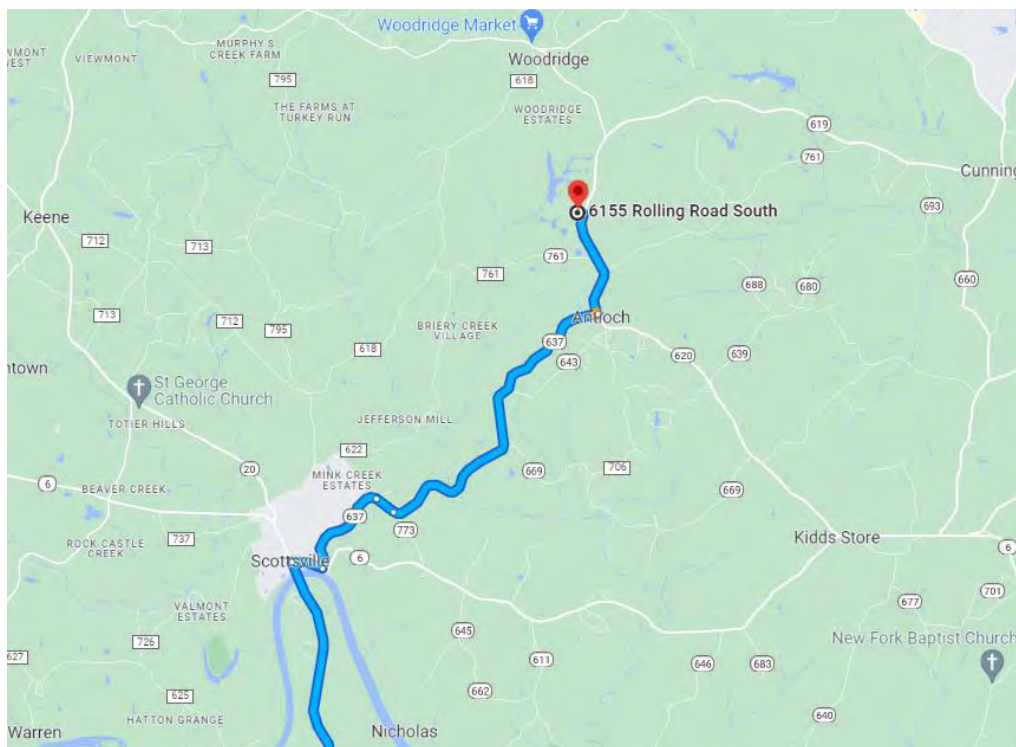 Woodridge Market
Woodridge
MURPHY S
CREEK FARM
VIEWMONT
795
618
THE FARMS AT
TURKEY RUN
WOODRIDGE
ESTATES
619
761
Cunning
Keene
6155 Rolling Road South
693
712
713
761
761
660
688
680
713
712
795
BRIERY CREEK
VILLAGE
Antioch
618
637
643
620
639
ntown
St George
Catholic Church
TOTIER HILLS
JEFFERSON MILL
622
20
MINK CREEK
ESTATES
669
706
6
BEAVER CREEK
669
637
773
737
ROCK CASTLE
CREEK
Kidds Store
6
Scottsville
6
701
VALMONT
ESTATES
677
726
645
New Fork Baptist Church
627
611
646
683
625
662
HATTON GRANGE
640
Warren
Nicholas